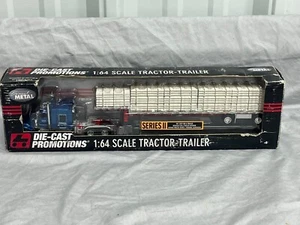 METAL
DIE-CAST
PROMOTIONS® 1:64 SCALE TRACTOR-TRAILER
SERIES II
DIE-CAST
PROMOTIONS® 1:64 SCALE TRACTOR-TRAILER